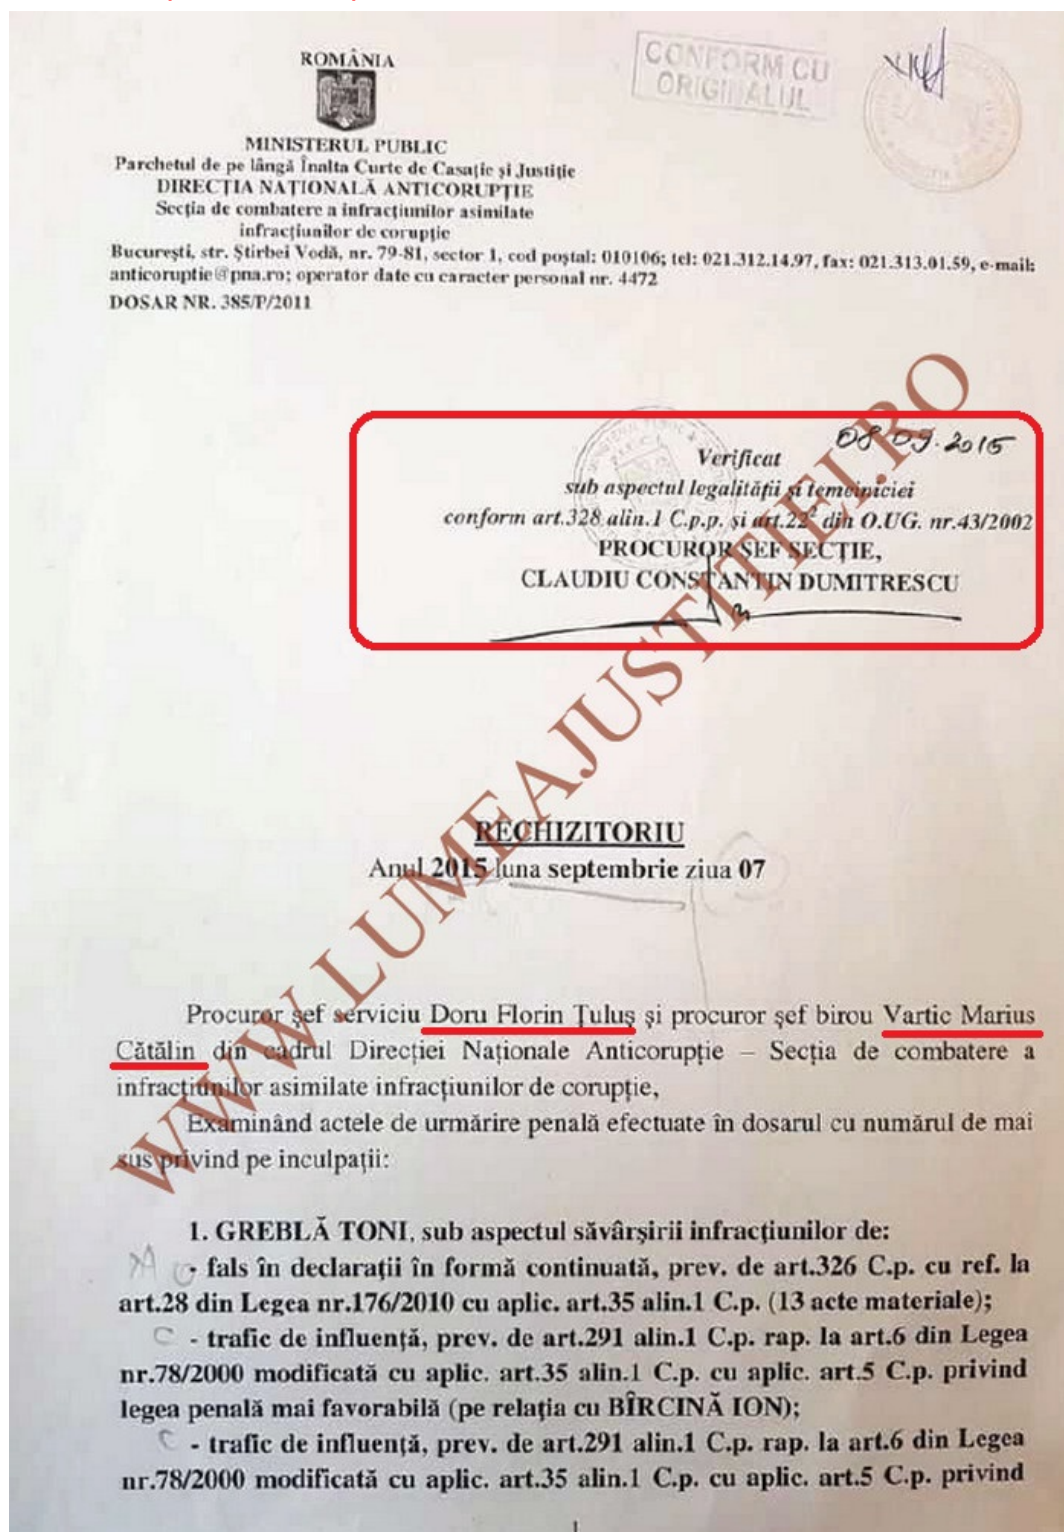 ROMÂNIA
CONFORM CU
ORIGINALUL
MINISTERUL PUBLIC
Parchetul de pe lângă Înalta Curte de Casaţie şi Justiţie
DIRECŢIA NAŢIONALĂ ANTICORUPŢIE
Secţia de combatere a infracţiunilor asimilate
infracţiunilor de corupţie
Bucureşti, str. Ştirbei Vodă, nr. 79-81, sector 1, cod poştal: 010106; tel: 021.312.14.97, fax: 021.313.01.59, e-mail:
anticoruptie@pna.ro; operator date cu caracter personal nr. 4472
DOSAR NR. 385/P/2011
08 09.2015
Verificat
sub aspectul legalităţii şi temeiniciei
conform art.328 alin.1 C.p.p. şi art.22² din O.UG. nr.43/2002
PROCUROR ŞEF SECŢIE,
CLAUDIU CONSTANTIN DUMITRESCU
WWW.LUMEAJUSTITIEI.RO
RECHIZITORIU
Anul 2015 luna septembrie ziua 07
Procuror şef serviciu Doru Florin Ţuluş şi procuror şef birou Vartic Marius
Cătălin din cadrul Direcţiei Naţionale Anticorupţie – Secţia de combatere a
infracţiunilor asimilate infracţiunilor de corupţie,
Examinând actele de urmărire penală efectuate în dosarul cu numărul de mai
sus privind pe inculpaţii:
1. GREBLĂ TONI, sub aspectul săvârşirii infracţiunilor de:
- fals în declaraţii în formă continuată, prev. de art.326 C.p. cu ref. la
art.28 din Legea nr.176/2010 cu aplic. art.35 alin.1 C.p. (13 acte materiale);
- trafic de influenţă, prev. de art.291 alin.1 C.p. rap. la art.6 din Legea
nr.78/2000 modificată cu aplic. art.35 alin.1 C.p. cu aplic. art.5 C.p. privind
legea penală mai favorabilă (pe relaţia cu BÎRCINĂ ION);
- trafic de influenţă, prev. de art.291 alin.1 C.p. rap. la art.6 din Legea
nr.78/2000 modificată cu aplic. art.35 alin.1 C.p. cu aplic. art.5 C.p. privind
1